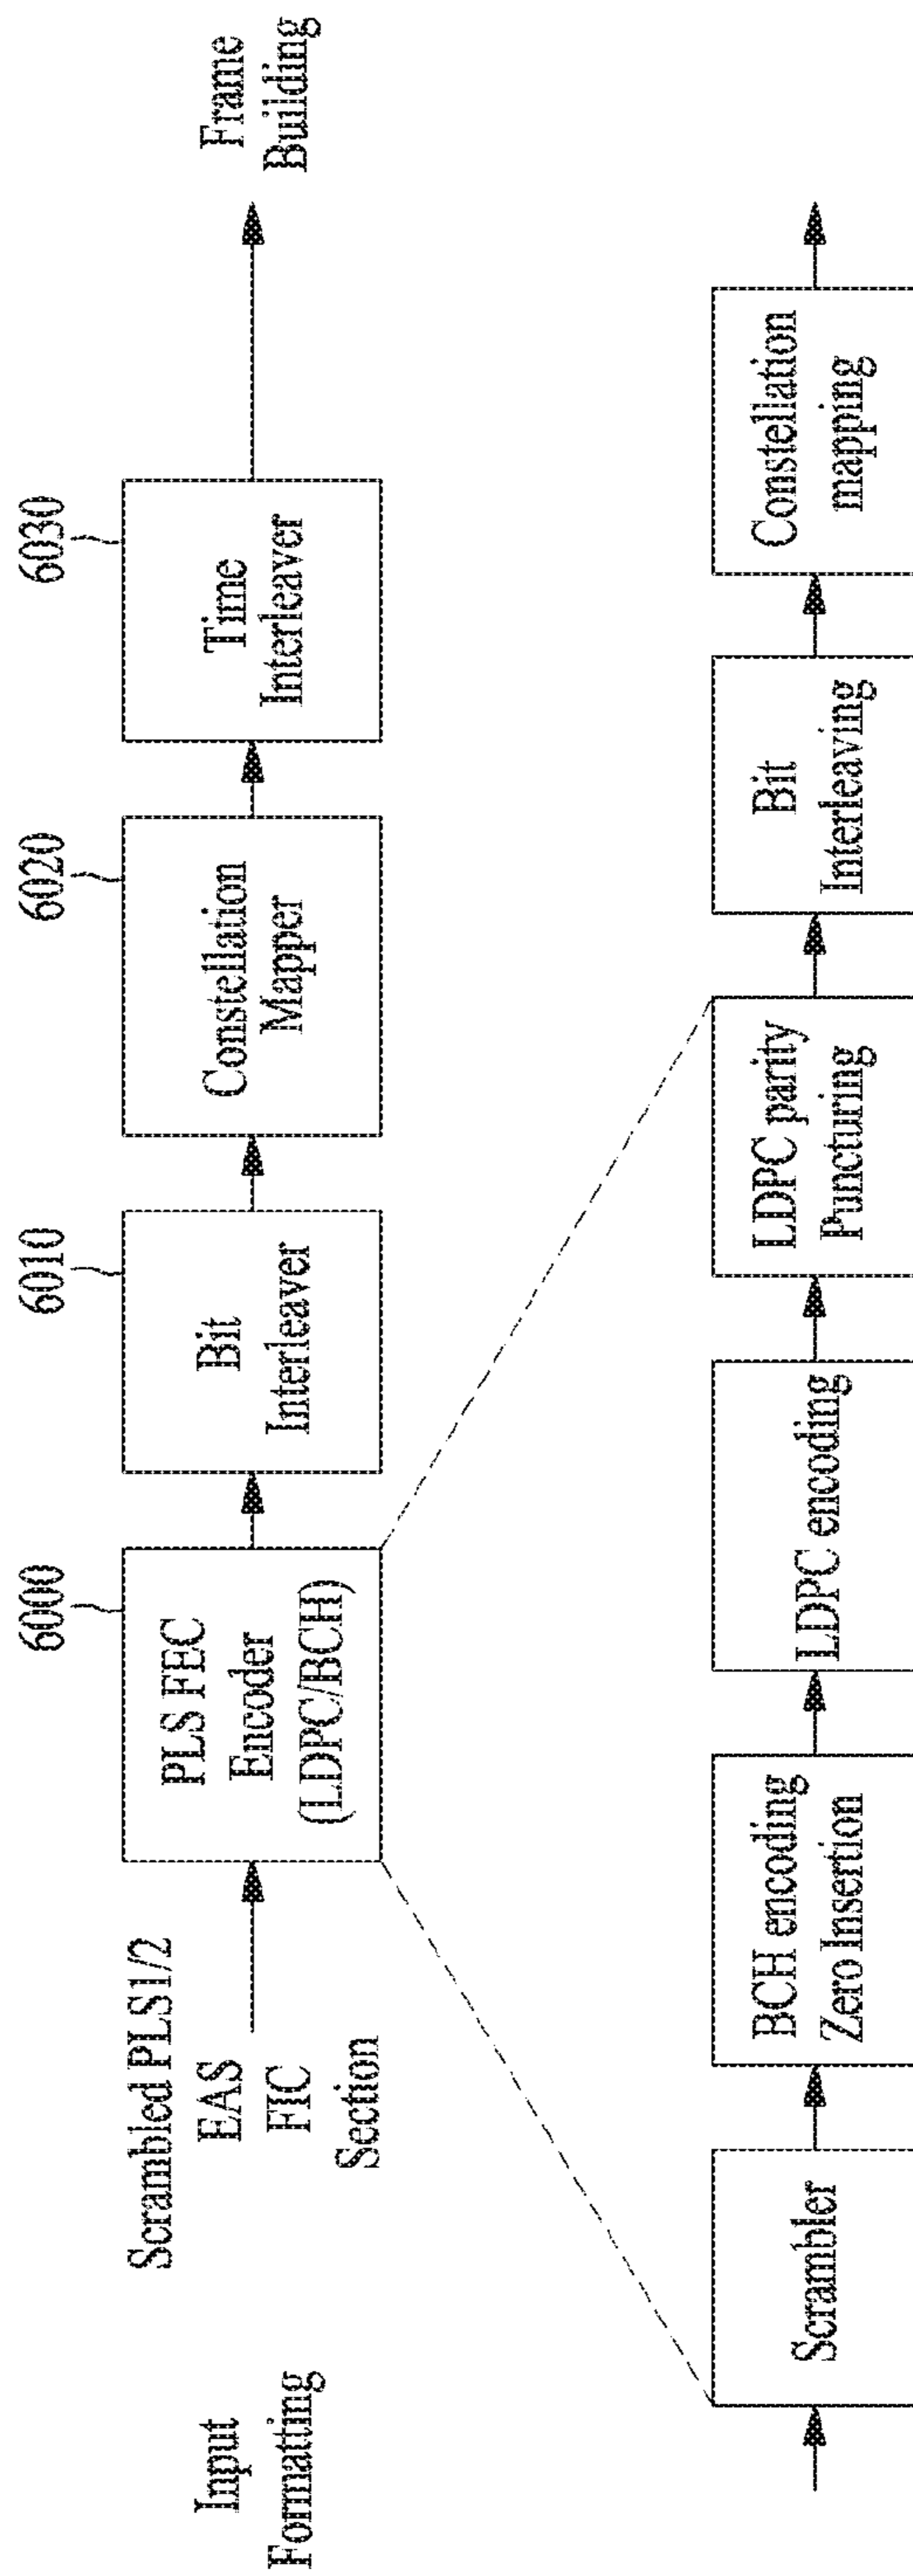 Input
Formatting
Scrambled PLS1/2
EAS
FIC
Section
6000
PLS FEC
Encoder
(LDPC/BCH)
6010
Bit
Interleaver
6020
Constellation
Mapper
6030
Time
Interleaver
Frame
Building
Scrambler
BCH encoding
Zero Insertion
LDPC encoding
LDPC parity
Puncturing
Bit
Interleaving
Constellation
mapping